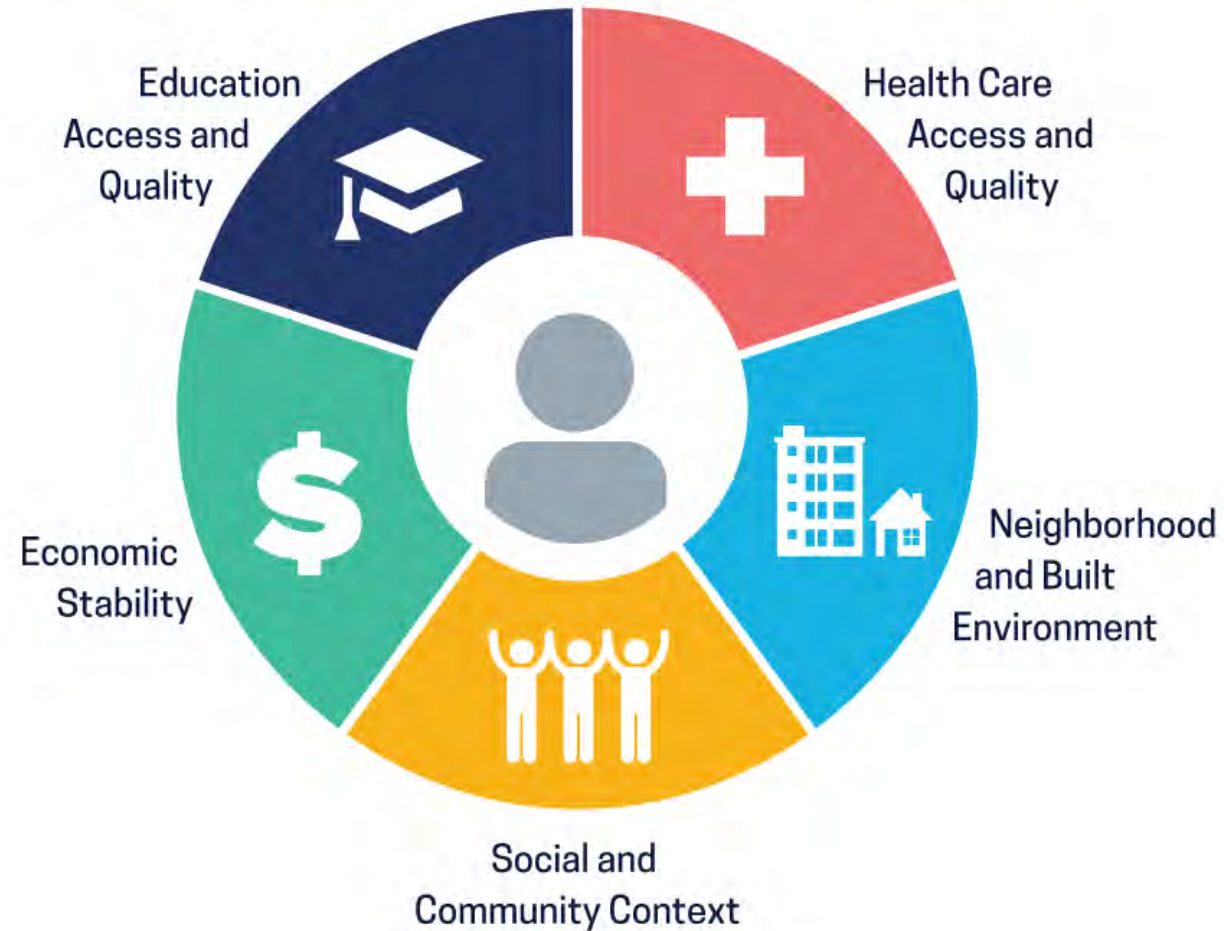 Education
Access and
Quality
Health Care
Access and
Quality
Economic
Stability
Neighborhood
and Built
Environment
Social and
Community Context